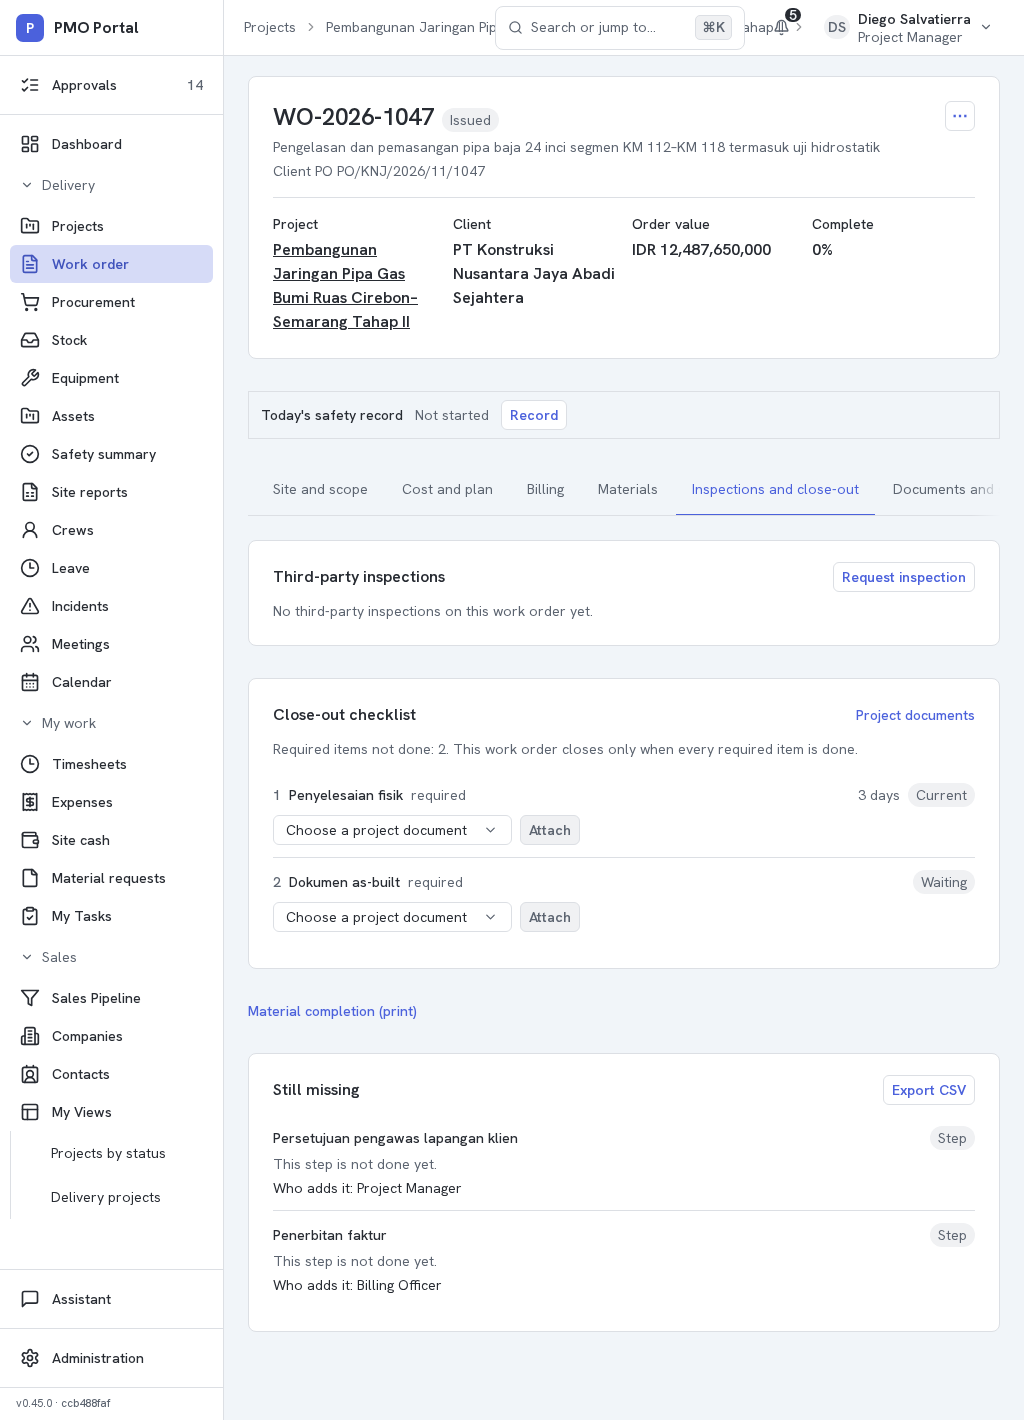 P PMO Portal
Projects
Pembangunan Jaringan Pip
Search or jump to...
⌘K
ahap
5
DS
Diego Salvatierra
Project Manager
Approvals 14
Dashboard
Delivery
Projects
Work order
Procurement
Stock
Equipment
Assets
Safety summary
Site reports
Crews
Leave
Incidents
Meetings
Calendar
My work
Timesheets
Expenses
Site cash
Material requests
My Tasks
Sales
Sales Pipeline
Companies
Contacts
My Views
Projects by status
Delivery projects
Assistant
Administration
v0.45.0 · ccb488faf
WO-2026-1047 Issued
Pengelasan dan pemasangan pipa baja 24 inci segmen KM 112–KM 118 termasuk uji hidrostatik
Client PO PO/KNJ/2026/11/1047
Project
Pembangunan
Jaringan Pipa Gas
Bumi Ruas Cirebon–
Semarang Tahap II
Client
PT Konstruksi
Nusantara Jaya Abadi
Sejahtera
Order value
IDR 12,487,650,000
Complete
0%
Today's safety record Not started Record
Site and scope Cost and plan Billing Materials Inspections and close-out Documents and
Third-party inspections Request inspection
No third-party inspections on this work order yet.
Close-out checklist Project documents
Required items not done: 2. This work order closes only when every required item is done.
1 Penyelesaian fisik required 3 days Current
Choose a project document Attach
2 Dokumen as-built required Waiting
Choose a project document Attach
Material completion (print)
Still missing Export CSV
Persetujuan pengawas lapangan klien Step
This step is not done yet.
Who adds it: Project Manager
Penerbitan faktur Step
This step is not done yet.
Who adds it: Billing Officer